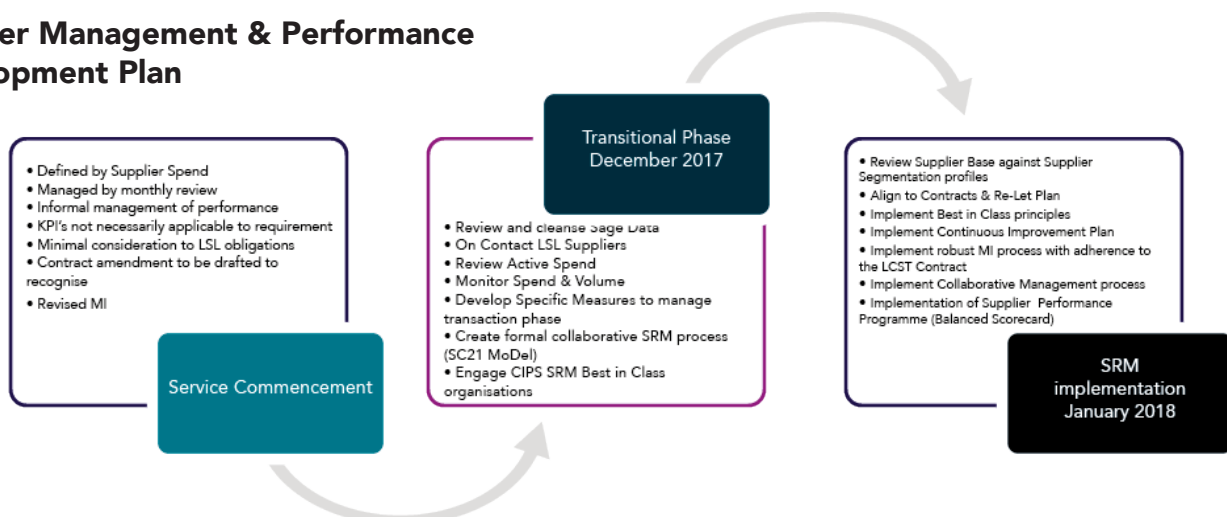 er Management & Performance
opment Plan
• Defined by Supplier Spend
• Managed by monthly review
• Informal management of performance
• KPI's not necessarily applicable to requirement
• Minimal consideration to LSL obligations
• Contract amendment to be drafted to
recognise
• Revised MI
Service Commencement
Transitional Phase
December 2017
• Review and cleanse Sage Data
• On Contact LSL Suppliers
• Review Active Spend
• Monitor Spend & Volume
• Develop Specific Measures to manage
transaction phase
• Create formal collaborative SRM process
(SC21 MoDel)
• Engage CIPS SRM Best in Class
organisations
• Review Supplier Base against Supplier
Segmentation profiles
• Align to Contracts & Re-Let Plan
• Implement Best in Class principles
• Implement Continuous Improvement Plan
• Implement robust MI process with adherence to
the LCST Contract
• Implement Collaborative Management process
• Implementation of Supplier Performance
Programme (Balanced Scorecard)
SRM
implementation
January 2018